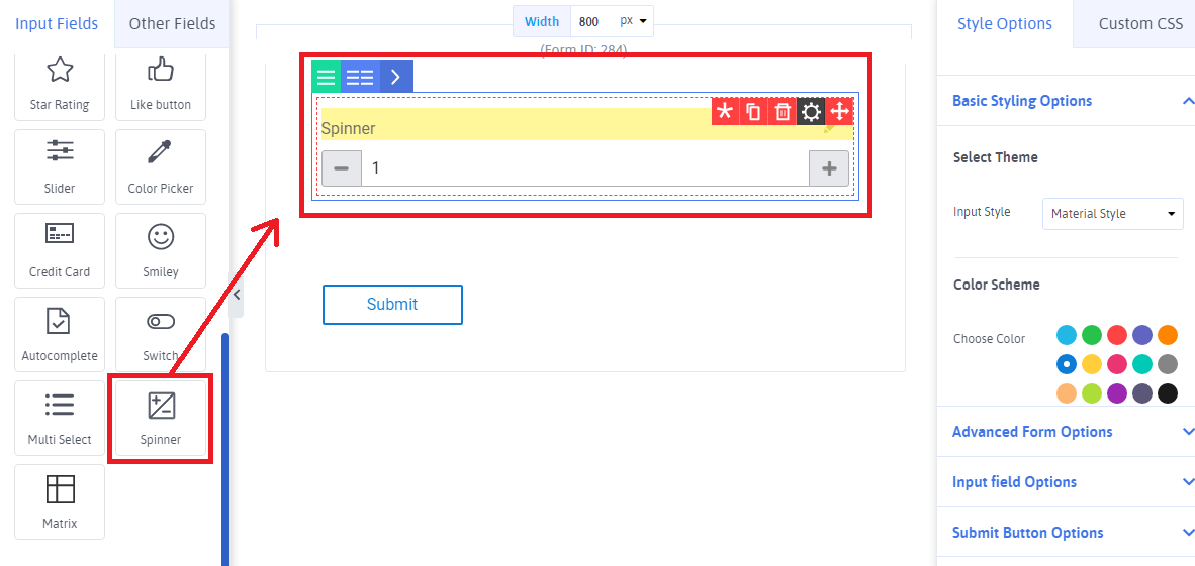 Input Fields
Other Fields
Star Rating
Like button
Slider
Color Picker
Credit Card
Smiley
Autocomplete
Switch
Multi Select
Spinner
Matrix
Width 800 px
(Form ID: 284)
Spinner
1
Submit
Style Options
Custom CSS
Basic Styling Options
Select Theme
Input Style Material Style
Color Scheme
Choose Color
Advanced Form Options
Input field Options
Submit Button Options